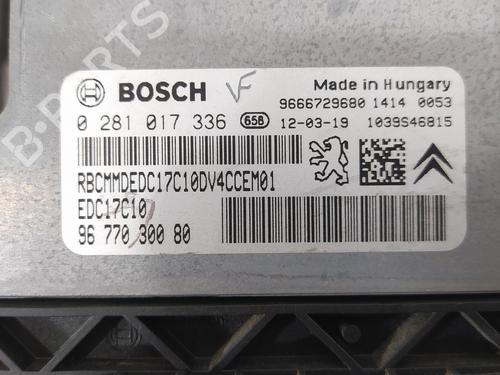 B-PARTS
BOSCH VF Made in Hungary
9666729680 1414 0053
0 281 017 336 658 12-03-19 1039S46815
RBCMMDEDC17C10DV4CCEM01
EDC17C10
96 770 300 80